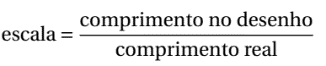 escala = comprimento no desenho
comprimento real